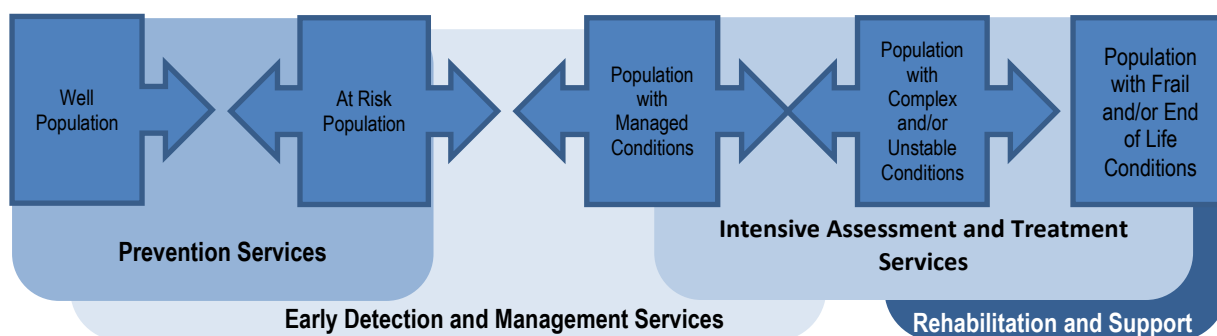 Well
Population
At Risk
Population
Population
with
Managed
Conditions
Population
with
Complex
and/or
Unstable
Conditions
Population
with Frail
and/or End
of Life
Conditions
Prevention Services
Intensive Assessment and Treatment
Services
Early Detection and Management Services
Rehabilitation and Support